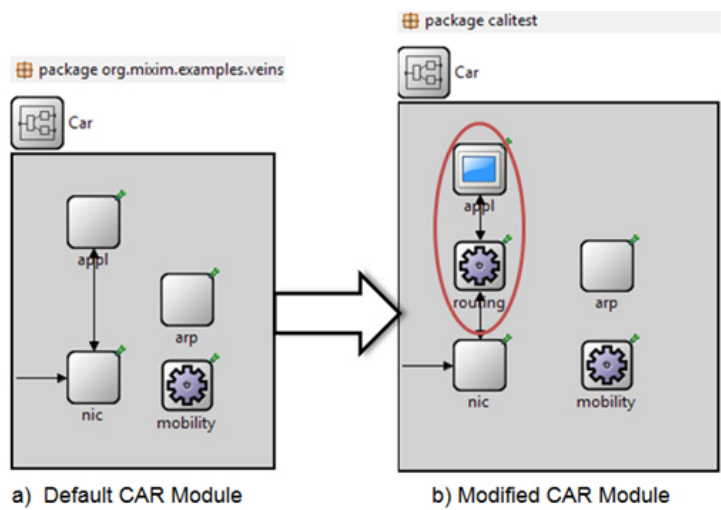 package org.mixim.examples.veins
Car
appl
arp
nic
mobility
a) Default CAR Module
package calitest
Car
appl
routing
arp
nic
mobility
b) Modified CAR Module